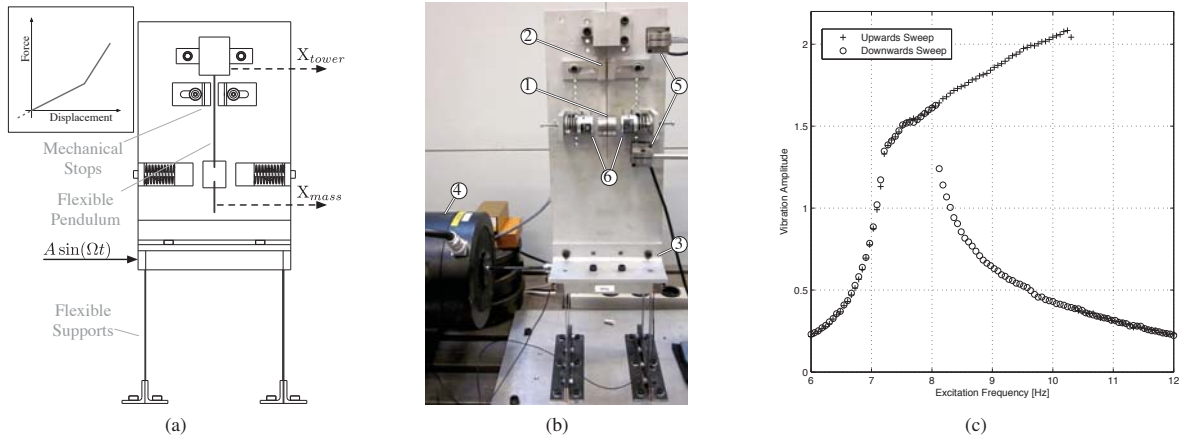 Force
Displacement
X_tower
Mechanical
Stops
Flexible
Pendulum
X_mass
A sin(Ωt)
Flexible
Supports
(a)
2
5
1
5
6
4
3
(b)
2
1.5
1
0.5
0
Vibration Amplitude
+ Upwards Sweep
o Downwards Sweep
6 7 8 9 10 11 12
Excitation Frequency [Hz]
(c)